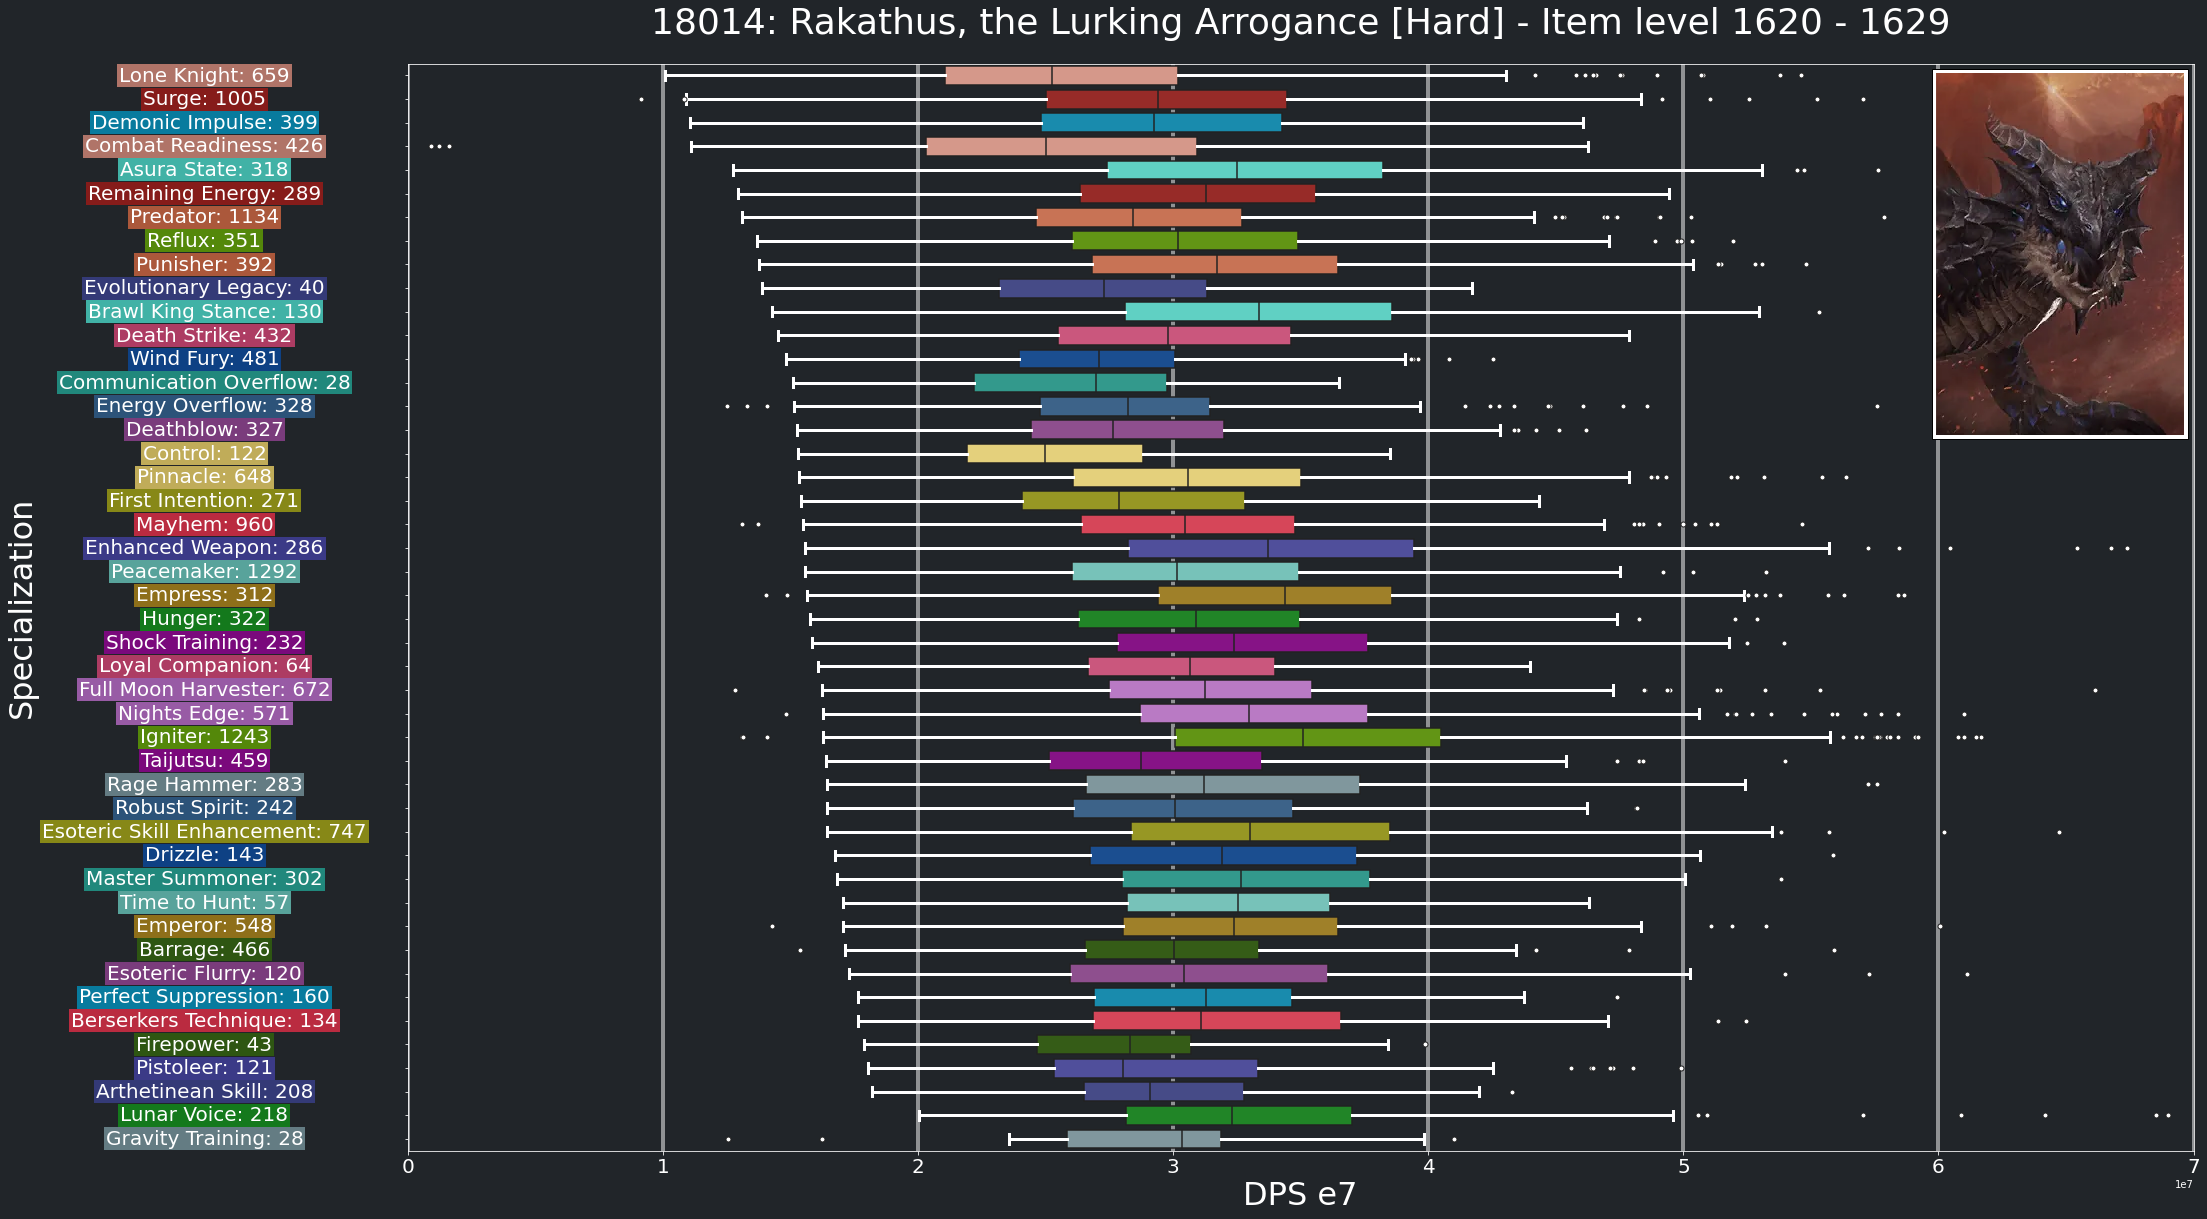 18014: Rakathus, the Lurking Arrogance [Hard] - Item level 1620 - 1629
Specialization
Lone Knight: 659
Surge: 1005
Demonic Impulse: 399
Combat Readiness: 426
Asura State: 318
Remaining Energy: 289
Predator: 1134
Reflux: 351
Punisher: 392
Evolutionary Legacy: 40
Brawl King Stance: 130
Death Strike: 432
Wind Fury: 481
Communication Overflow: 28
Energy Overflow: 328
Deathblow: 327
Control: 122
Pinnacle: 648
First Intention: 271
Mayhem: 960
Enhanced Weapon: 286
Peacemaker: 1292
Empress: 312
Hunger: 322
Shock Training: 232
Loyal Companion: 64
Full Moon Harvester: 672
Nights Edge: 571
Igniter: 1243
Taijutsu: 459
Rage Hammer: 283
Robust Spirit: 242
Esoteric Skill Enhancement: 747
Drizzle: 143
Master Summoner: 302
Time to Hunt: 57
Emperor: 548
Barrage: 466
Esoteric Flurry: 120
Perfect Suppression: 160
Berserkers Technique: 134
Firepower: 43
Pistoleer: 121
Arthetinean Skill: 208
Lunar Voice: 218
Gravity Training: 28
0 1 2 3 4 5 6 7
1e7
DPS e7